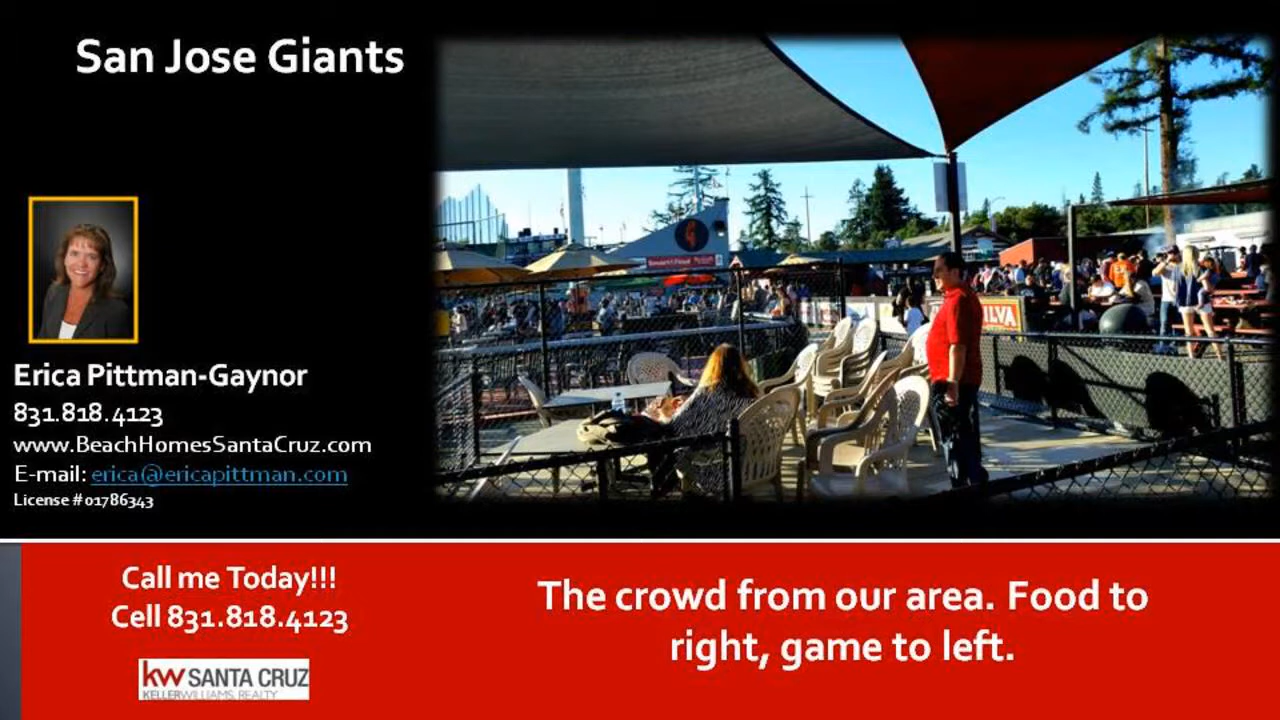 San Jose Giants
Erica Pittman-Gaynor
831.818.4123
www.BeachHomesSantaCruz.com
E-mail: erica@ericapittman.com
License #01786343
ILVA
Call me Today!!!
Cell 831.818.4123
kw SANTA CRUZ
KELLERWILLIAMS. REALTY
The crowd from our area. Food to
right, game to left.